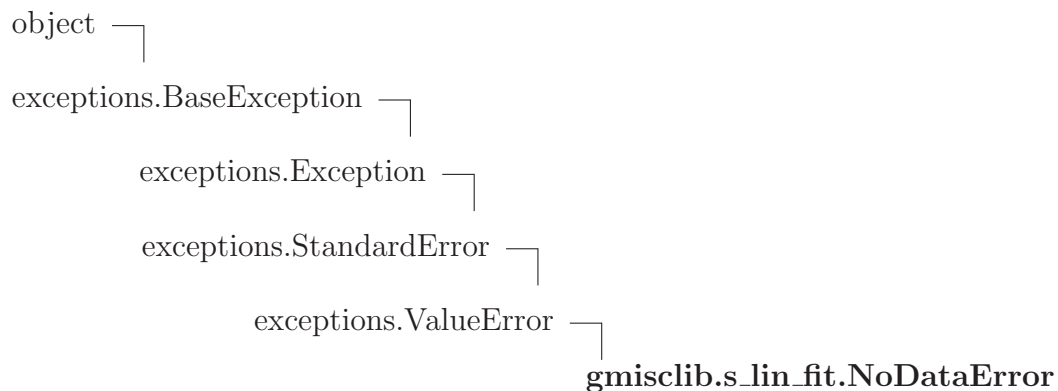 object
exceptions.BaseException
exceptions.Exception
exceptions.StandardError
exceptions.ValueError
gmisclib.s_lin_fit.NoDataError